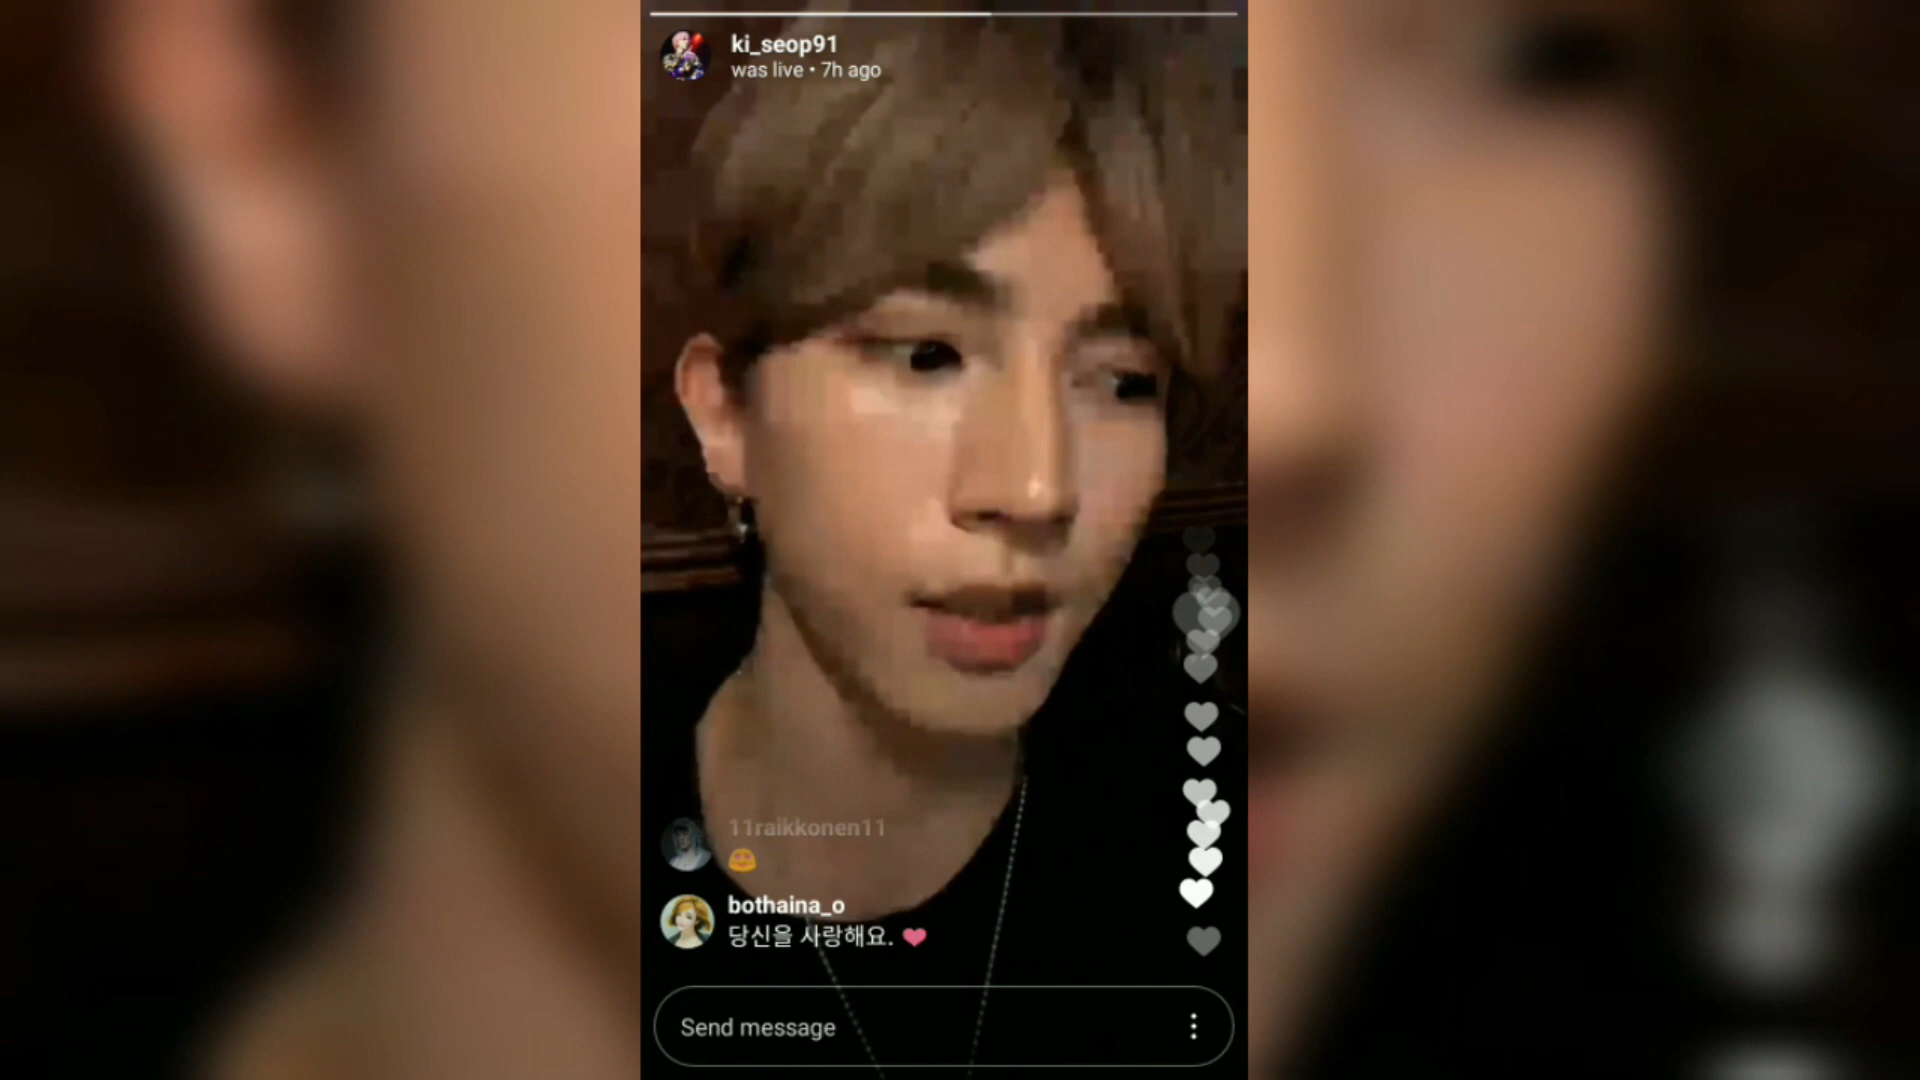 ki_seop91
was live • 7h ago
11raikkonen11
😍
bothaina_o
당신을 사랑해요. ❤
Send message